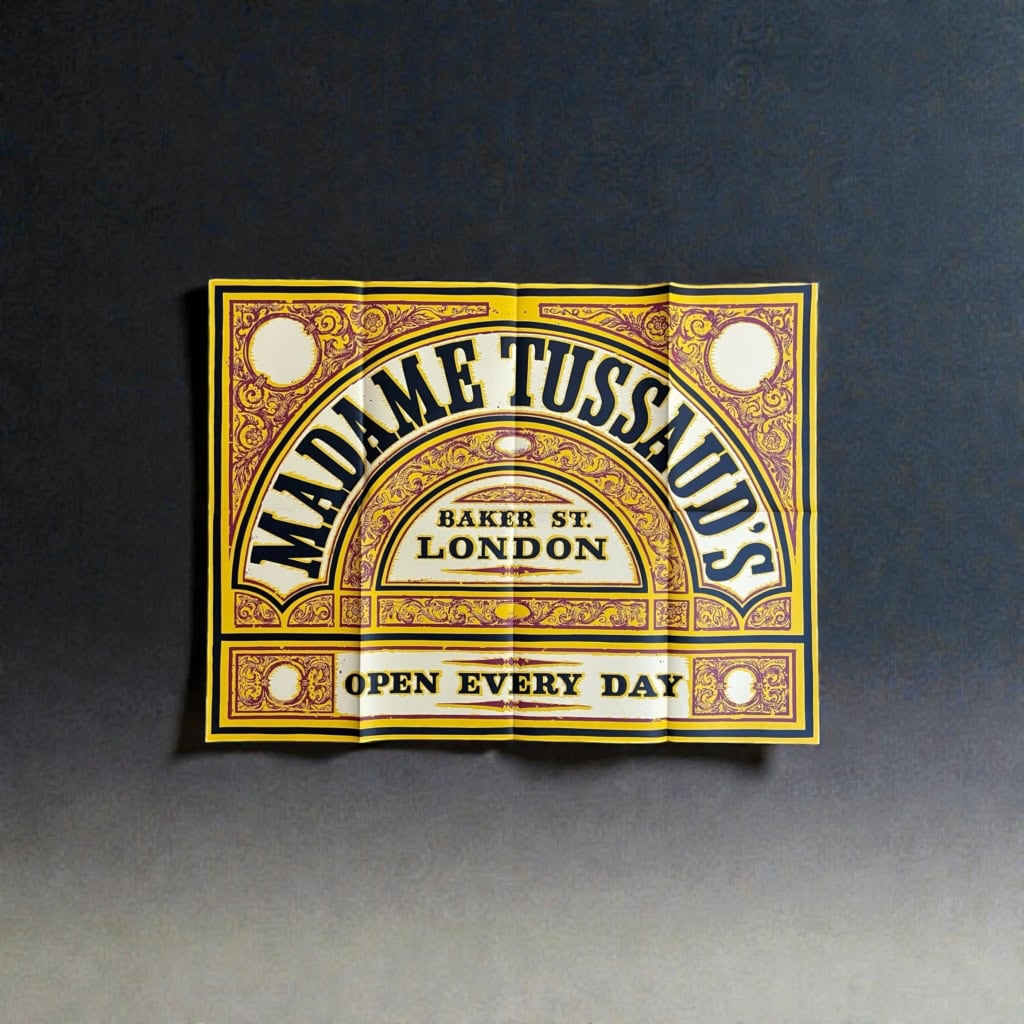 MADAME TUSSAUD'S
BAKER ST.
LONDON
OPEN EVERY DAY